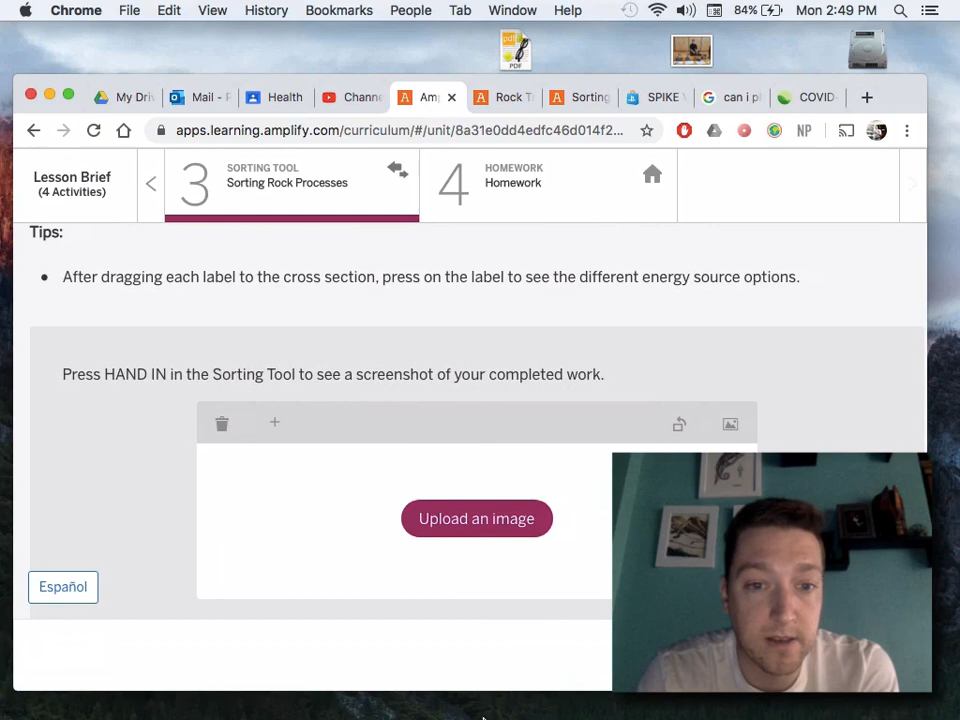 Chrome File Edit View History Bookmarks People Tab Window Help 84% Mon 2:49 PM
PDF
My Driv Mail - F Health Channe Am Rock T Sorting SPIKE can i pl COVID-
apps.learning.amplify.com/curriculum/#/unit/8a31e0dd4edfc46d014f2... NP
Lesson Brief
(4 Activities)
3
SORTING TOOL
Sorting Rock Processes
4
HOMEWORK
Homework
Tips:
After dragging each label to the cross section, press on the label to see the different energy source options.
Press HAND IN in the Sorting Tool to see a screenshot of your completed work.
Upload an image
Español